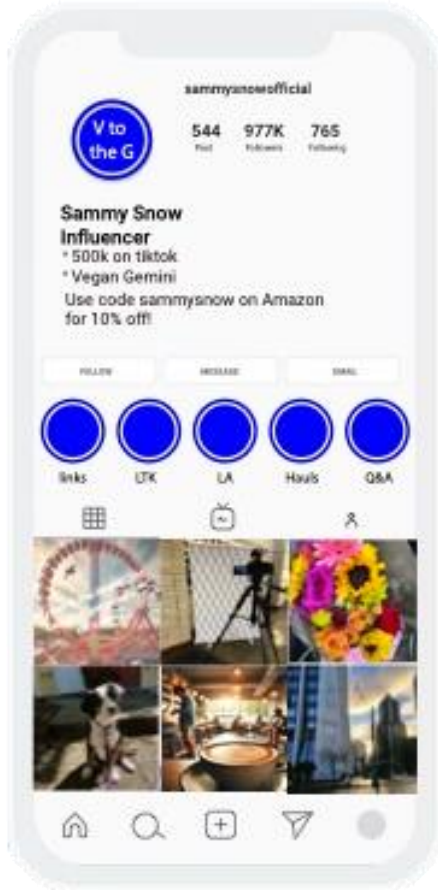 sammysnowofficial
V to
the G
544 977K 765
Post Followers Following
Sammy Snow
Influencer
* 500k on tiktok
* Vegan Gemini
Use code sammysnow on Amazon
for 10% off!
FOLLOW MESSAGE EMAIL
links LTK LA Hauls Q&A